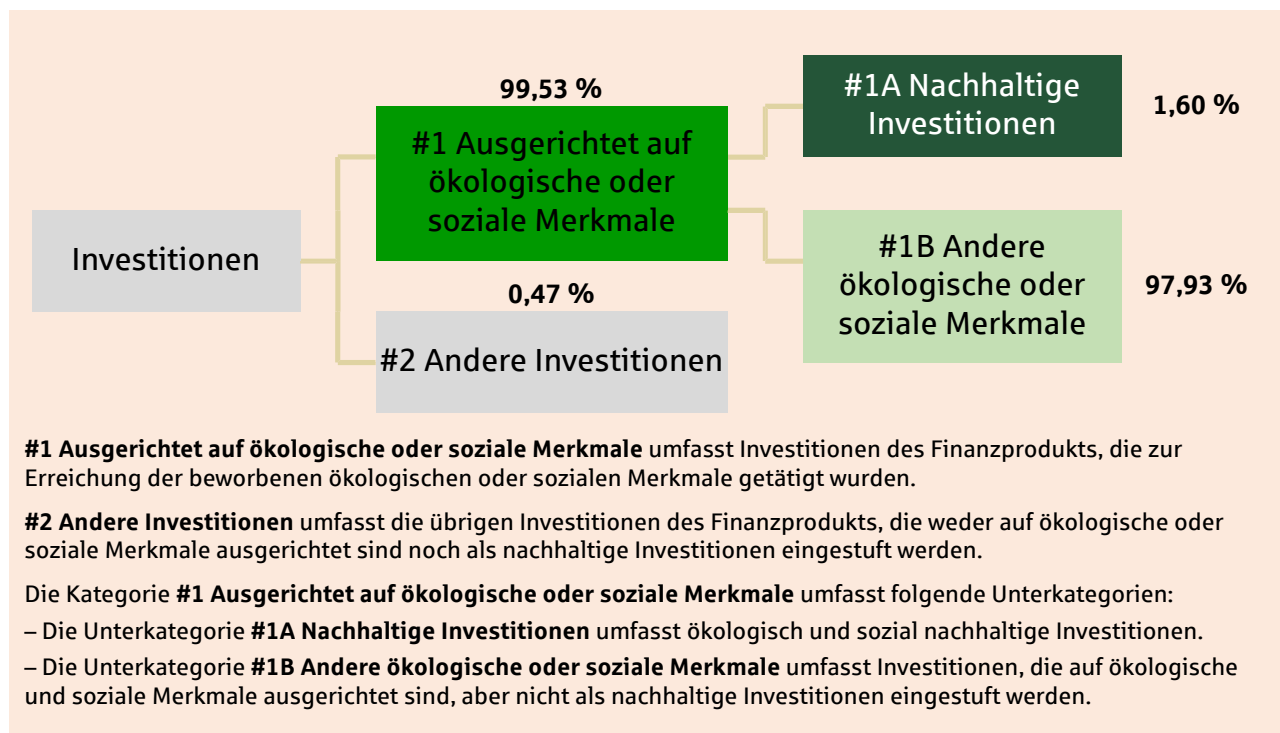 99,53 %
#1 Ausgerichtet auf
ökologische oder
soziale Merkmale
#1A Nachhaltige
Investitionen
1,60 %
Investitionen
#1B Andere
ökologische oder
soziale Merkmale
97,93 %
0,47 %
#2 Andere Investitionen
#1 Ausgerichtet auf ökologische oder soziale Merkmale umfasst Investitionen des Finanzprodukts, die zur
Erreichung der beworbenen ökologischen oder sozialen Merkmale getätigt wurden.
#2 Andere Investitionen umfasst die übrigen Investitionen des Finanzprodukts, die weder auf ökologische oder
soziale Merkmale ausgerichtet sind noch als nachhaltige Investitionen eingestuft werden.
Die Kategorie #1 Ausgerichtet auf ökologische oder soziale Merkmale umfasst folgende Unterkategorien:
– Die Unterkategorie #1A Nachhaltige Investitionen umfasst ökologisch und sozial nachhaltige Investitionen.
– Die Unterkategorie #1B Andere ökologische oder soziale Merkmale umfasst Investitionen, die auf ökologische
und soziale Merkmale ausgerichtet sind, aber nicht als nachhaltige Investitionen eingestuft werden.